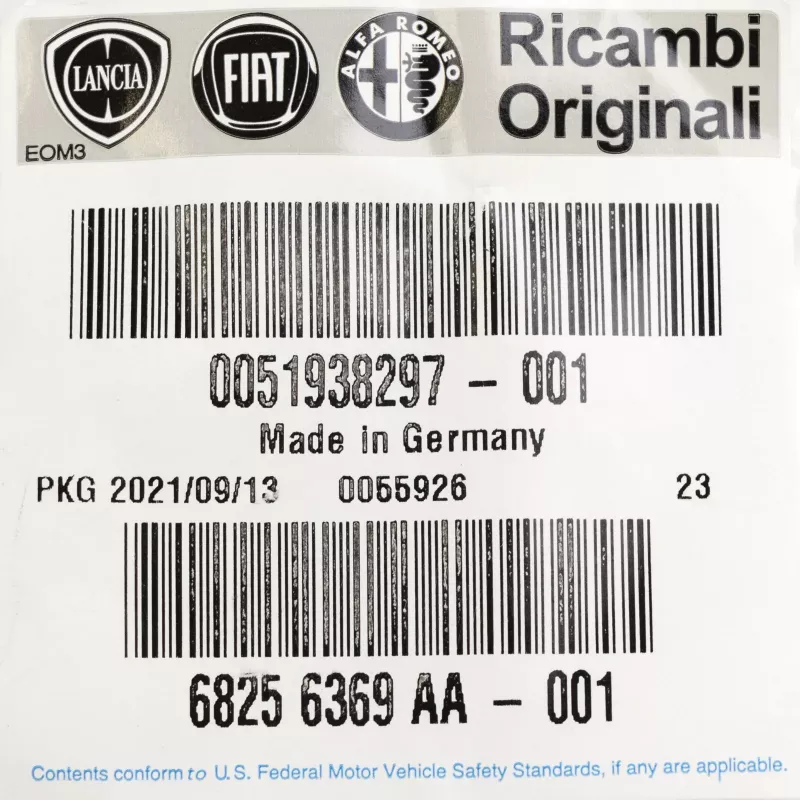 LANCIA
FIAT
ALFA ROMEO
Ricambi
Originali
EOM3
0051938297 - 001
Made in Germany
PKG 2021/09/13 0055926 23
6825 6369 AA - 001
Contents conform to U.S. Federal Motor Vehicle Safety Standards, if any are applicable.